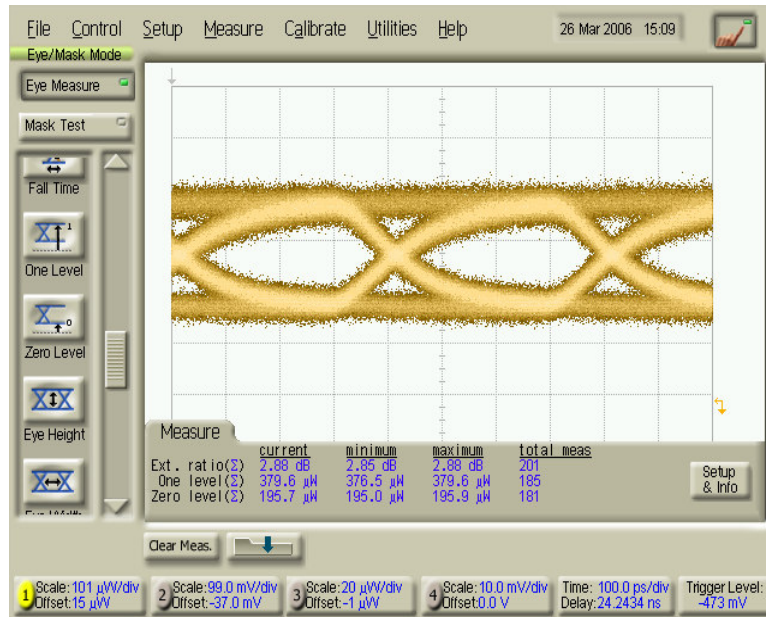 File Control Setup Measure Calibrate Utilities Help 26 Mar 2006 15:09
Eye/Mask Mode
Eye Measure
Mask Test
Fall Time
1
One Level
0
Zero Level
Eye Height
Measure
current minimum maximum total meas
Ext. ratio(Σ) 2.88 dB 2.85 dB 2.88 dB 201
One level(Σ) 379.6 µW 376.5 µW 379.6 µW 185
Zero level(Σ) 195.7 µW 195.0 µW 195.9 µW 181
Setup
& Info
Clear Meas.
1 Scale:101 µW/div
Offset:15 µW
2 Scale:99.0 mV/div
Offset:-37.0 mV
3 Scale:20 µW/div
Offset:-1 µW
4 Scale:10.0 mV/div
Offset:0.0 V
Time: 100.0 ps/div
Delay:24.2434 ns
Trigger Level:
-473 mV